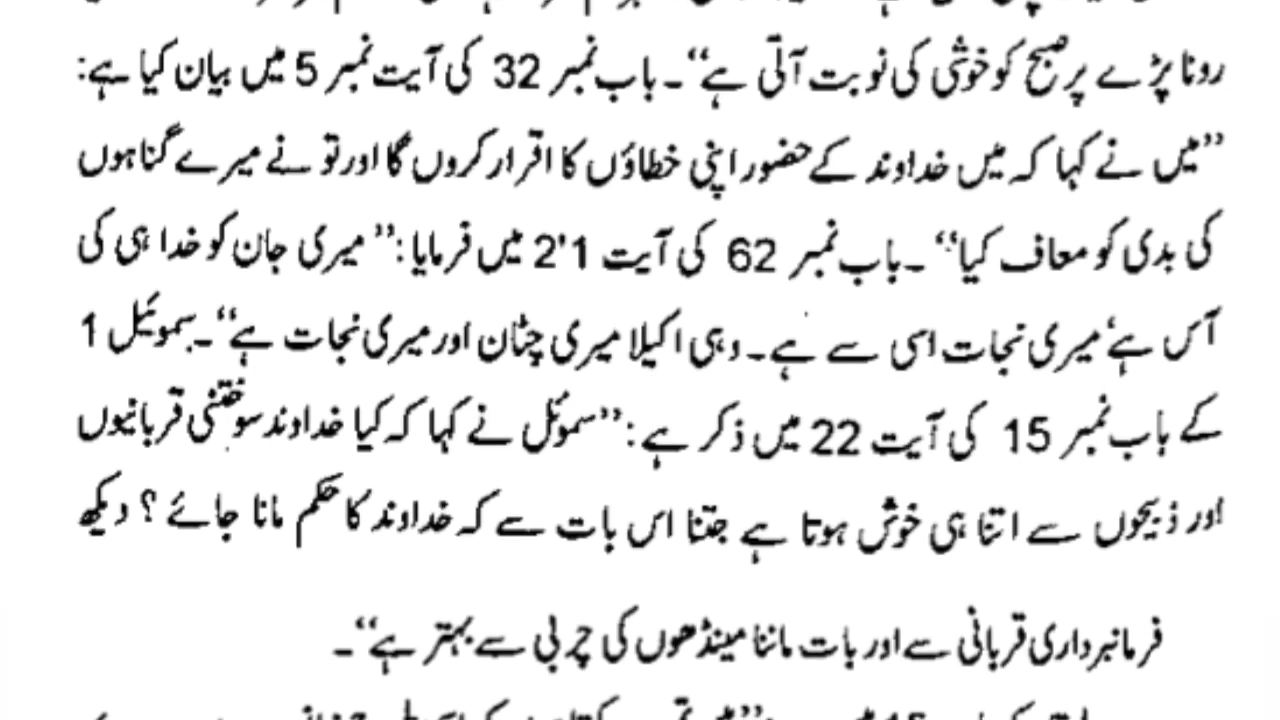 رونا پڑے پر صبح کو خوشی کی نوبت آتی ہے‘‘۔ باب نمبر 32 کی آیت نمبر 5 میں بیان کیا ہے:
’’میں نے کہا کہ میں خداوند کے حضور اپنی خطاؤں کا اقرار کروں گا اور تو نے میرے گناہوں
کی بدی کو معاف کیا‘‘۔ باب نمبر 62 کی آیت 1'2 میں فرمایا: ’’میری جان کو خدا ہی کی
آس ہے‘ میری نجات اسی سے ہے۔ وہی اکیلا میری چٹان اور میری نجات ہے‘‘۔ سموئیل 1
کے باب نمبر 15 کی آیت 22 میں ذکر ہے: ’’سموئل نے کہا کہ کیا خداوند سوختنی قربانیوں
اور ذبیحوں سے اتنا ہی خوش ہوتا ہے جتنا اس بات سے کہ خداوند کا حکم مانا جائے؟ دیکھ
فرمانبرداری قربانی سے اور بات ماننا مینڈھوں کی چربی سے بہتر ہے‘‘۔